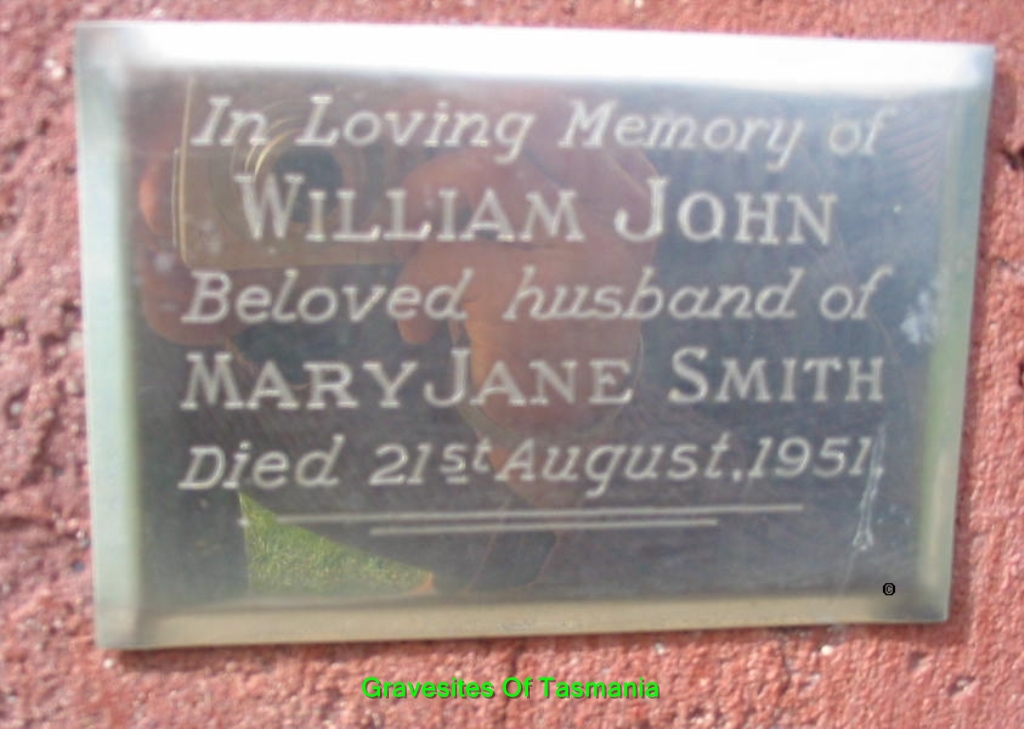 In Loving Memory of
WILLIAM JOHN
Beloved husband of
MARY JANE SMITH
Died 21st August, 1951.
©
Gravesites Of Tasmania